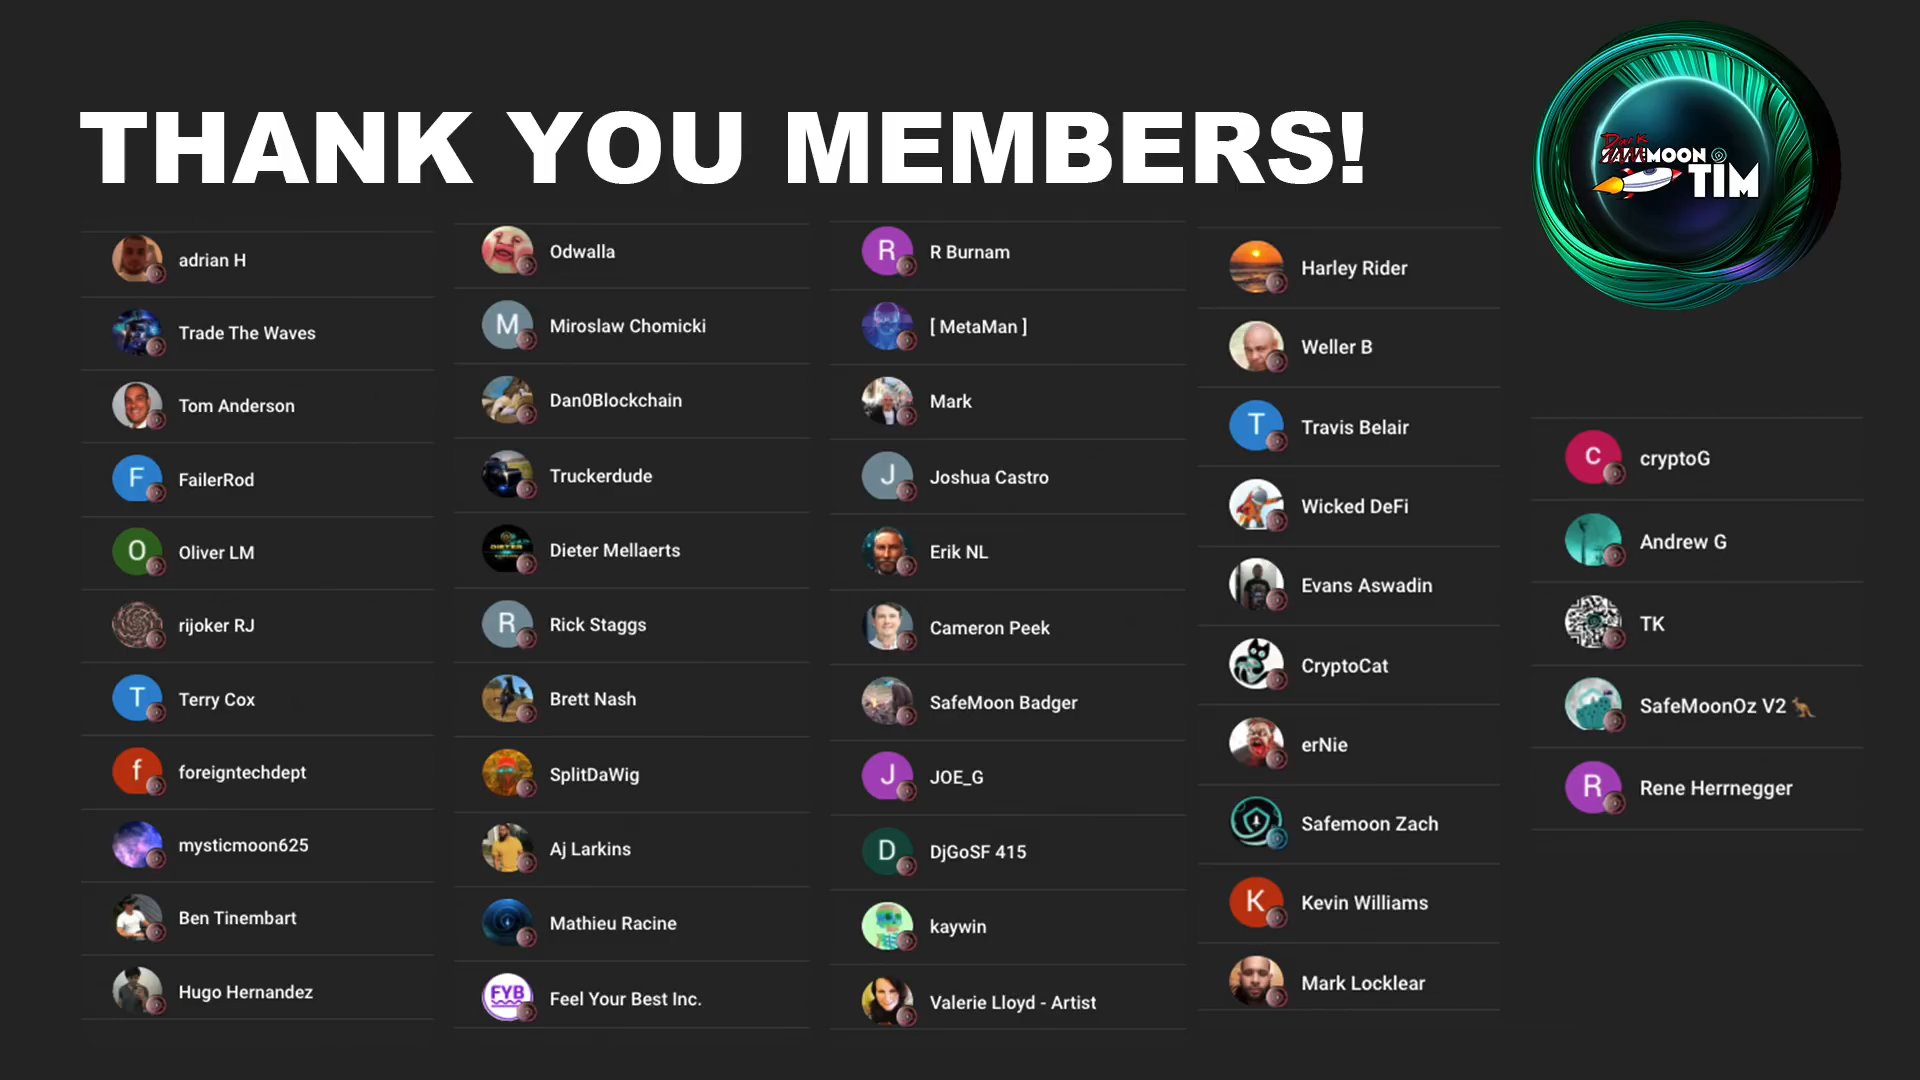 THANK YOU MEMBERS!
Dark
SAFEMOON
TIM
adrian H
Trade The Waves
Tom Anderson
F
FailerRod
O
Oliver LM
rijoker RJ
T
Terry Cox
f
foreigntechdept
mysticmoon625
Ben Tinembart
Hugo Hernandez
Odwalla
M
Miroslaw Chomicki
Dan0Blockchain
Truckerdude
DIETER
Dieter Mellaerts
R
Rick Staggs
Brett Nash
SplitDaWig
Aj Larkins
Mathieu Racine
FYB
Feel Your Best Inc.
R
R Burnam
[ MetaMan ]
Mark
J
Joshua Castro
Erik NL
Cameron Peek
SafeMoon Badger
J
JOE_G
D
DjGoSF 415
kaywin
Valerie Lloyd - Artist
Harley Rider
Weller B
T
Travis Belair
Wicked DeFi
Evans Aswadin
CryptoCat
erNie
Safemoon Zach
K
Kevin Williams
Mark Locklear
C
cryptoG
Andrew G
TK
SafeMoonOz V2 🦘
R
Rene Herrnegger